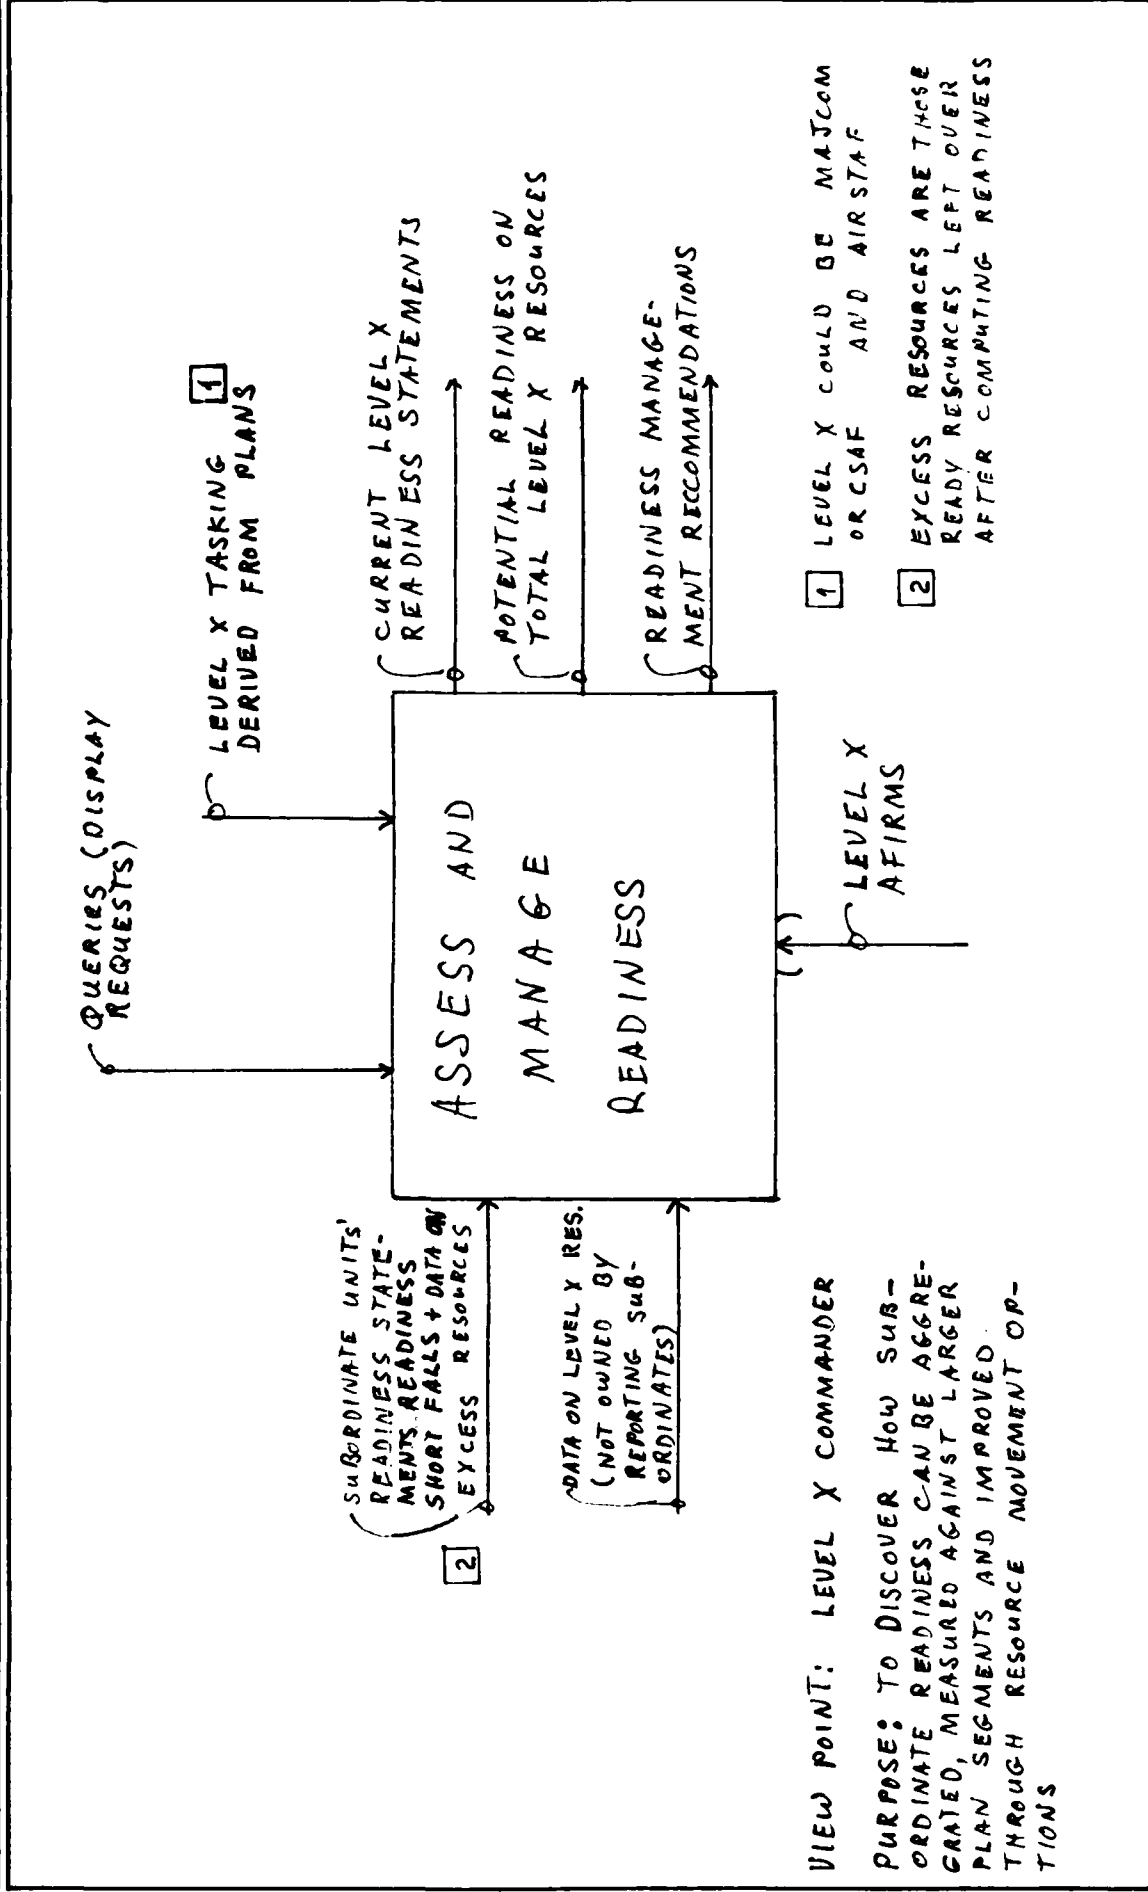 QUERIES (DISPLAY
REQUESTS)
LEVEL X TASKING 1
DERIVED FROM PLANS
SUBORDINATE UNITS'
READINESS STATE-
MENTS READINESS
SHORT FALLS + DATA ON
EXCESS RESOURCES
2
DATA ON LEVEL X RES.
(NOT OWNED BY
REPORTING SUB-
ORDINATES)
ASSESS AND
MANAGE
READINESS
CURRENT LEVEL X
READINESS STATEMENTS
POTENTIAL READINESS ON
TOTAL LEVEL X RESOURCES
READINESS MANAGE-
MENT RECCOMMENDATIONS
LEVEL X
AFIRMS
VIEW POINT: LEVEL X COMMANDER
PURPOSE: TO DISCOVER HOW SUB-
ORDINATE READINESS CAN BE AGGRE-
GRATED, MEASURED AGAINST LARGER
PLAN SEGMENTS AND IMPROVED
THROUGH RESOURCE MOVEMENT OP-
TIONS
1 LEVEL X COULD BE MAJCOM
OR CSAF AND AIRSTAF
2 EXCESS RESOURCES ARE THOSE
READY RESOURCES LEFT OVER
AFTER COMPUTING READINESS